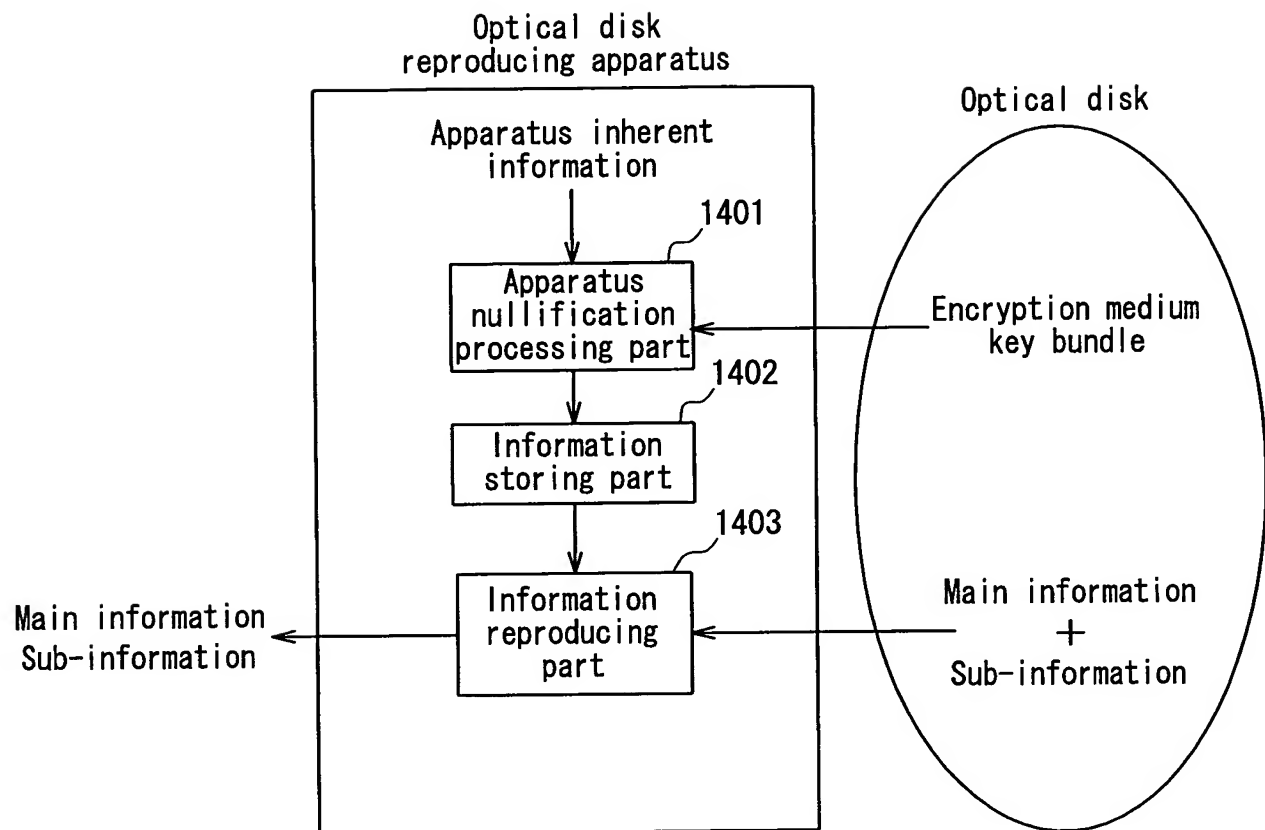 Optical disk
reproducing apparatus
Optical disk
Apparatus inherent
information
1401
Apparatus
nullification
processing part
Encryption medium
key bundle
1402
Information
storing part
1403
Information
reproducing
part
Main information
+
Sub-information
Main information
Sub-information